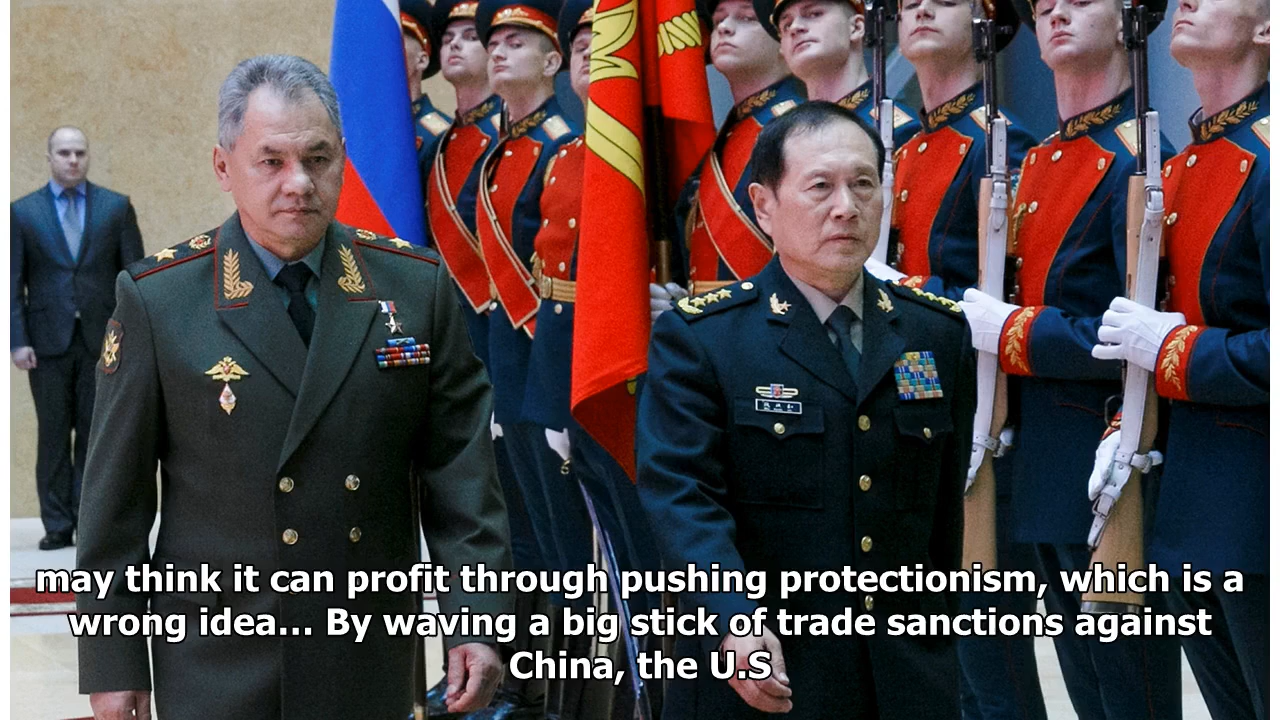 may think it can profit through pushing protectionism, which is a
wrong idea... By waving a big stick of trade sanctions against
China, the U.S